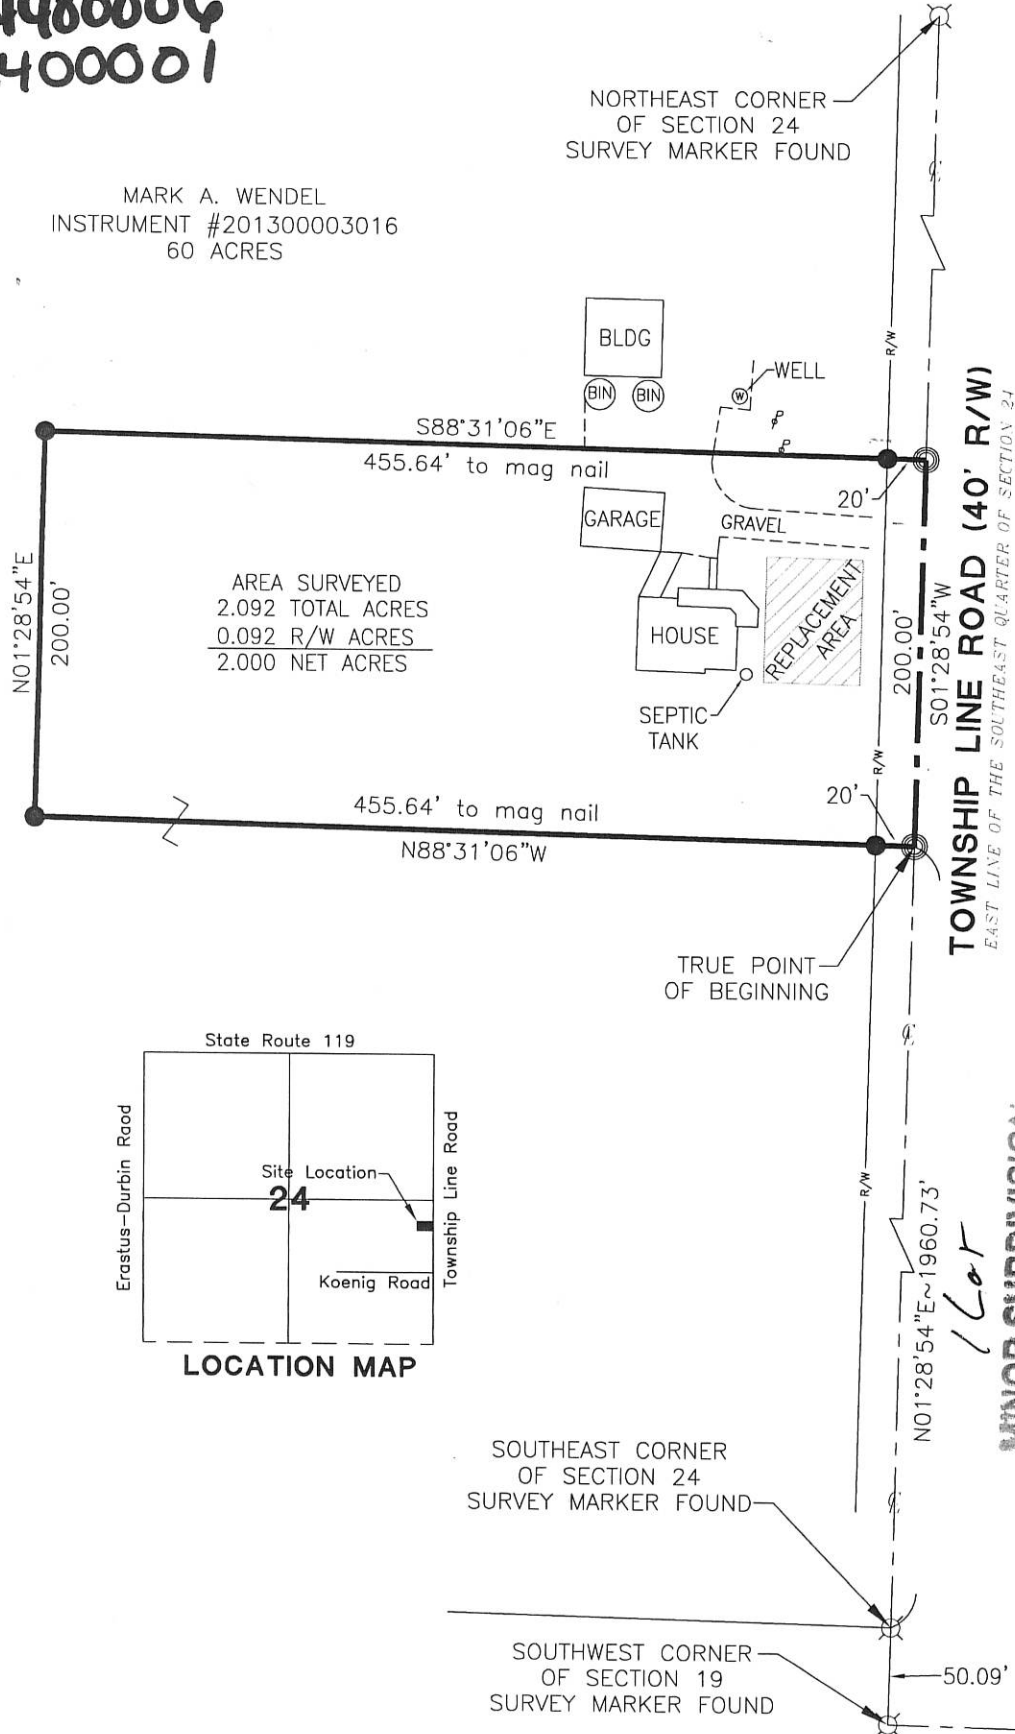 400001
NORTHEAST CORNER
OF SECTION 24
SURVEY MARKER FOUND
MARK A. WENDEL
INSTRUMENT #201300003016
60 ACRES
BLDG
BIN
BIN
WELL
W
R/W
S88°31'06"E
455.64' to mag nail
20'
GARAGE
GRAVEL
N01°28'54"E
200.00'
AREA SURVEYED
2.092 TOTAL ACRES
0.092 R/W ACRES
2.000 NET ACRES
HOUSE
REPLACEMENT
AREA
SEPTIC
TANK
200.00'
S01°28'54"W
TOWNSHIP LINE ROAD (40' R/W)
EAST LINE OF THE SOUTHEAST QUARTER OF SECTION 24
R/W
20'
455.64' to mag nail
N88°31'06"W
TRUE POINT
OF BEGINNING
State Route 119
Erastus-Durbin Raod
Site Location
24
Township Line Road
Koenig Road
LOCATION MAP
R/W
N01°28'54"E~1960.73'
1 Lot
MINOR SUBDIVISION
SOUTHEAST CORNER
OF SECTION 24
SURVEY MARKER FOUND
SOUTHWEST CORNER
OF SECTION 19
SURVEY MARKER FOUND
50.09'